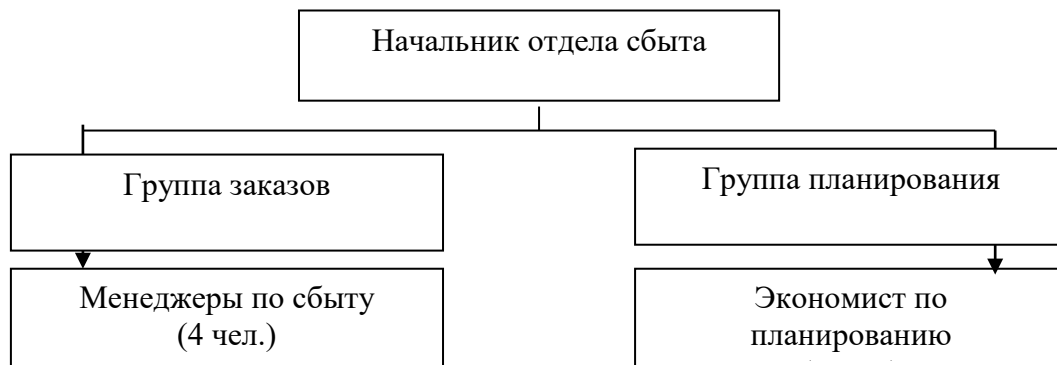 Начальник отдела сбыта
Группа заказов
Группа планирования
Менеджеры по сбыту
(4 чел.)
Экономист по
планированию